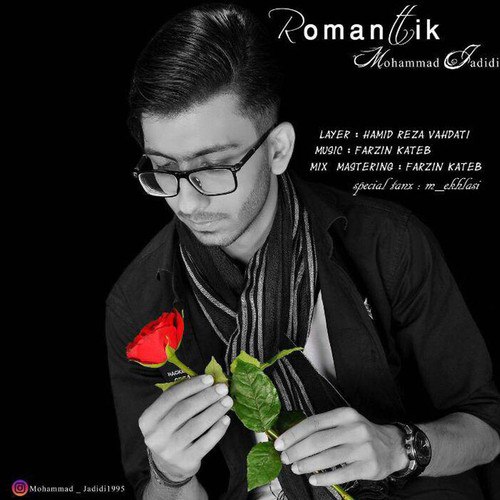 Romanttik
Mohammad Jadidi
LAYER : HAMID REZA VAHDATI
MUSIC : FARZIN KATEB
MIX MASTERING : FARZIN KATEB
special tanx : m_ekhlasi
Mohammad _ Jadidi1995